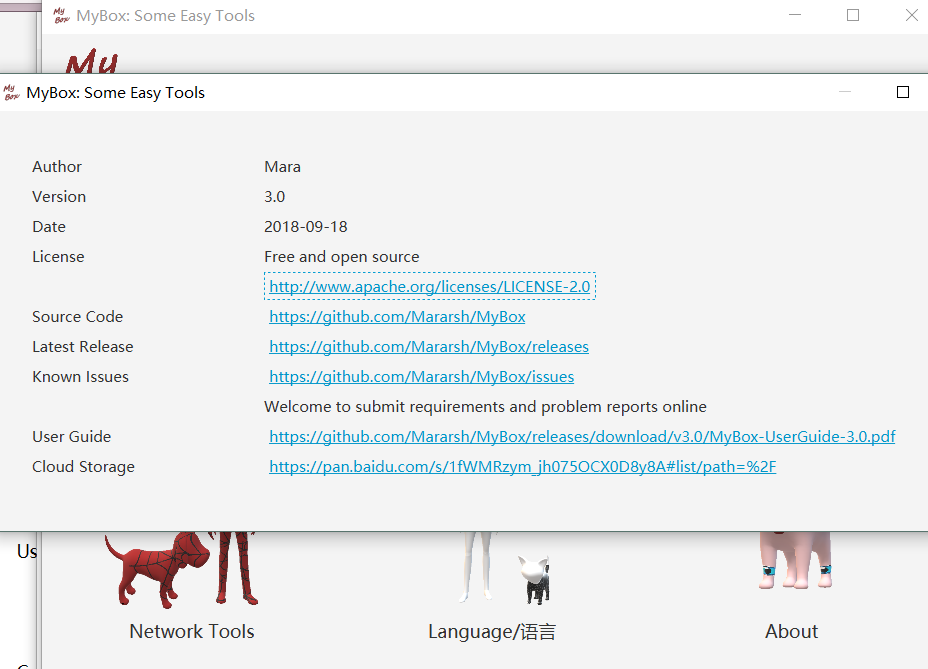 My Box MyBox: Some Easy Tools
My
My Box MyBox: Some Easy Tools
Author Mara
Version 3.0
Date 2018-09-18
License Free and open source
http://www.apache.org/licenses/LICENSE-2.0
Source Code https://github.com/Mararsh/MyBox
Latest Release https://github.com/Mararsh/MyBox/releases
Known Issues https://github.com/Mararsh/MyBox/issues
Welcome to submit requirements and problem reports online
User Guide https://github.com/Mararsh/MyBox/releases/download/v3.0/MyBox-UserGuide-3.0.pdf
Cloud Storage https://pan.baidu.com/s/1fWMRzym_jh075OCX0D8y8A#list/path=%2F
Us
Network Tools Language/语言 About